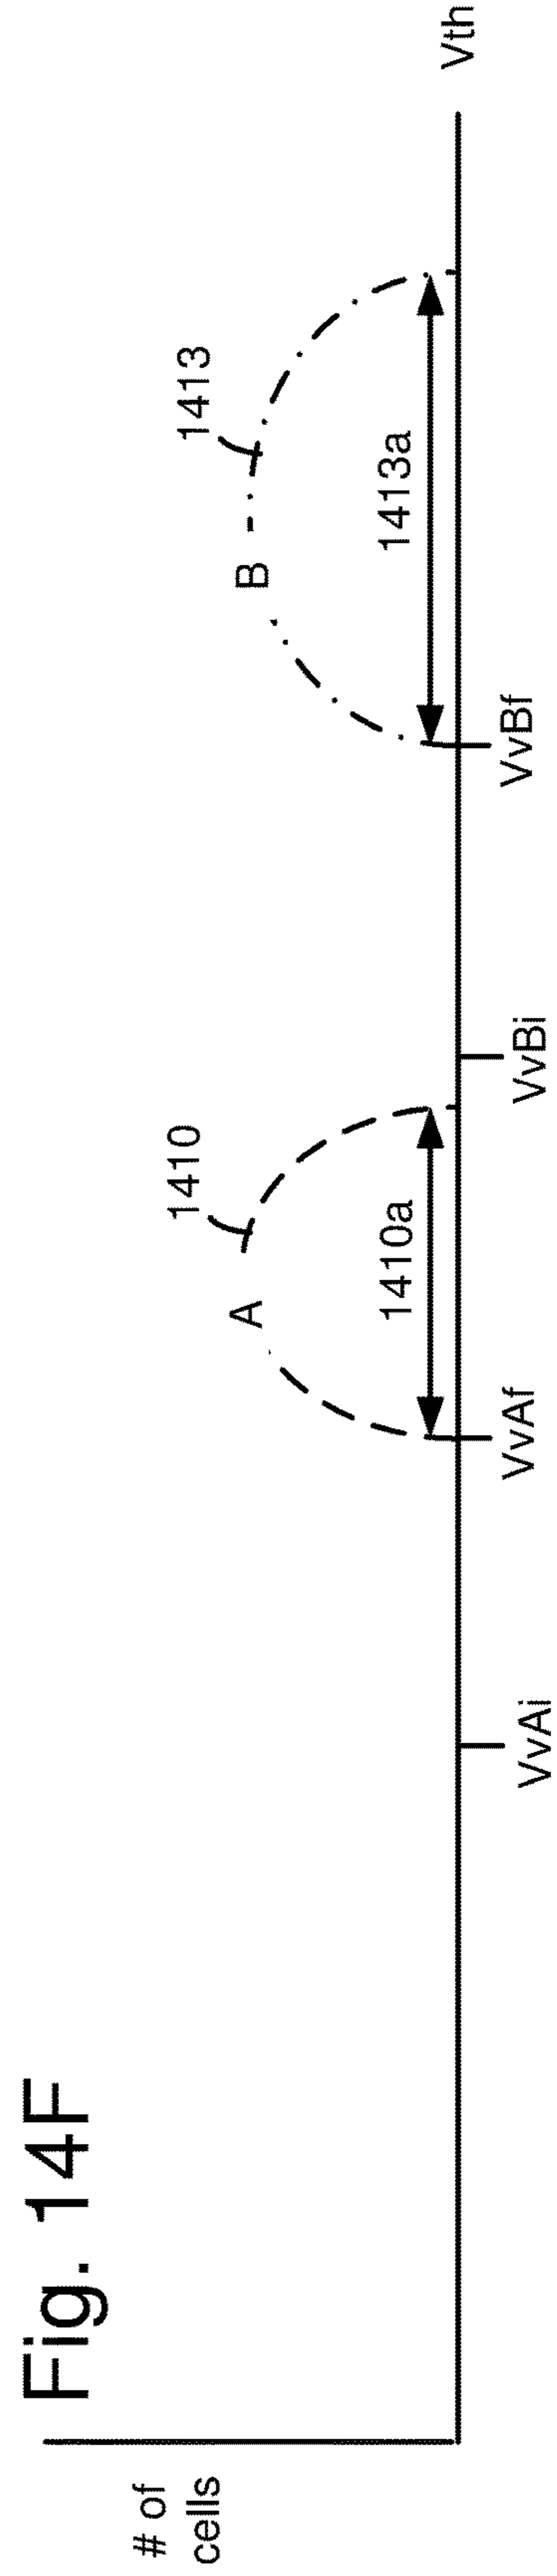 Fig. 14F
# of
cells
A
1410
1410a
B
1413
1413a
VvAi
VvAf
VvBi
VvBf
Vth